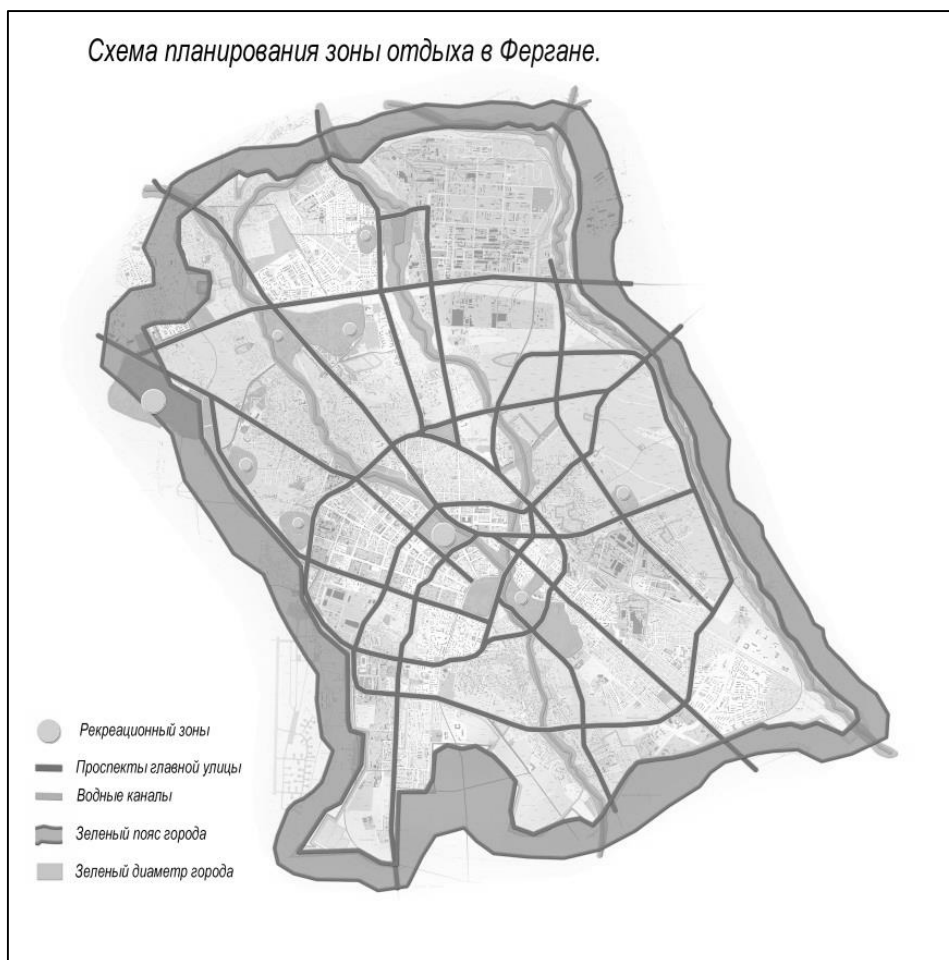 Схема планирования зоны отдыха в Фергане.
Рекреационный зоны
Проспекты главной улицы
Водные каналы
Зеленый пояс города
Зеленый диаметр города